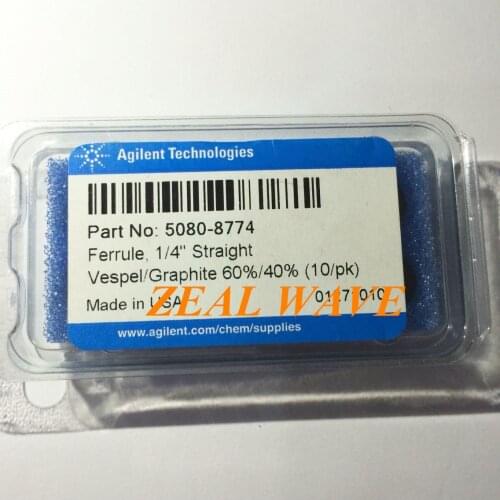 Agilent Technologies
Part No: 5080-8774
Ferrule, 1/4" Straight
Vespel/Graphite 60%/40% (10/pk)
Made in USA
ZEAL WAVE
www.agilent.com/chem/supplies